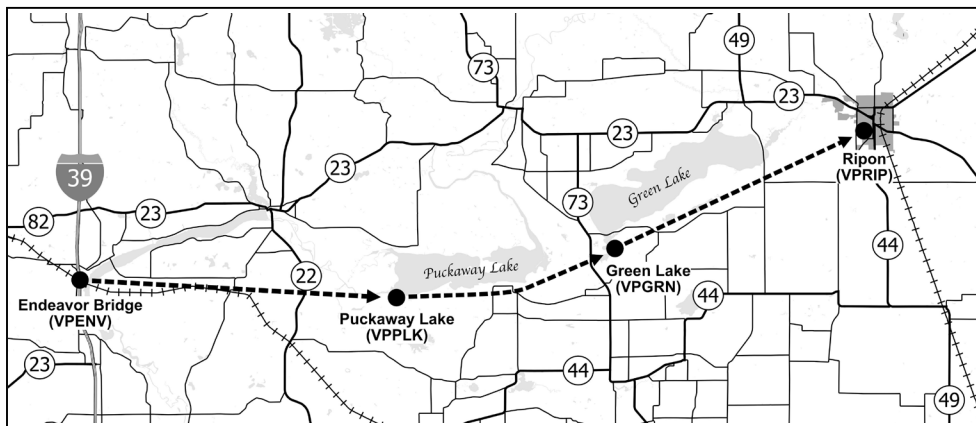 49
73
23
23
39
23
Ripon
(VPRIP)
Green Lake
73
82
23
44
Puckaway Lake
22
Green Lake
(VPGRN)
Endeavor Bridge
(VPENV)
Puckaway Lake
(VPPLK)
44
23
44
49